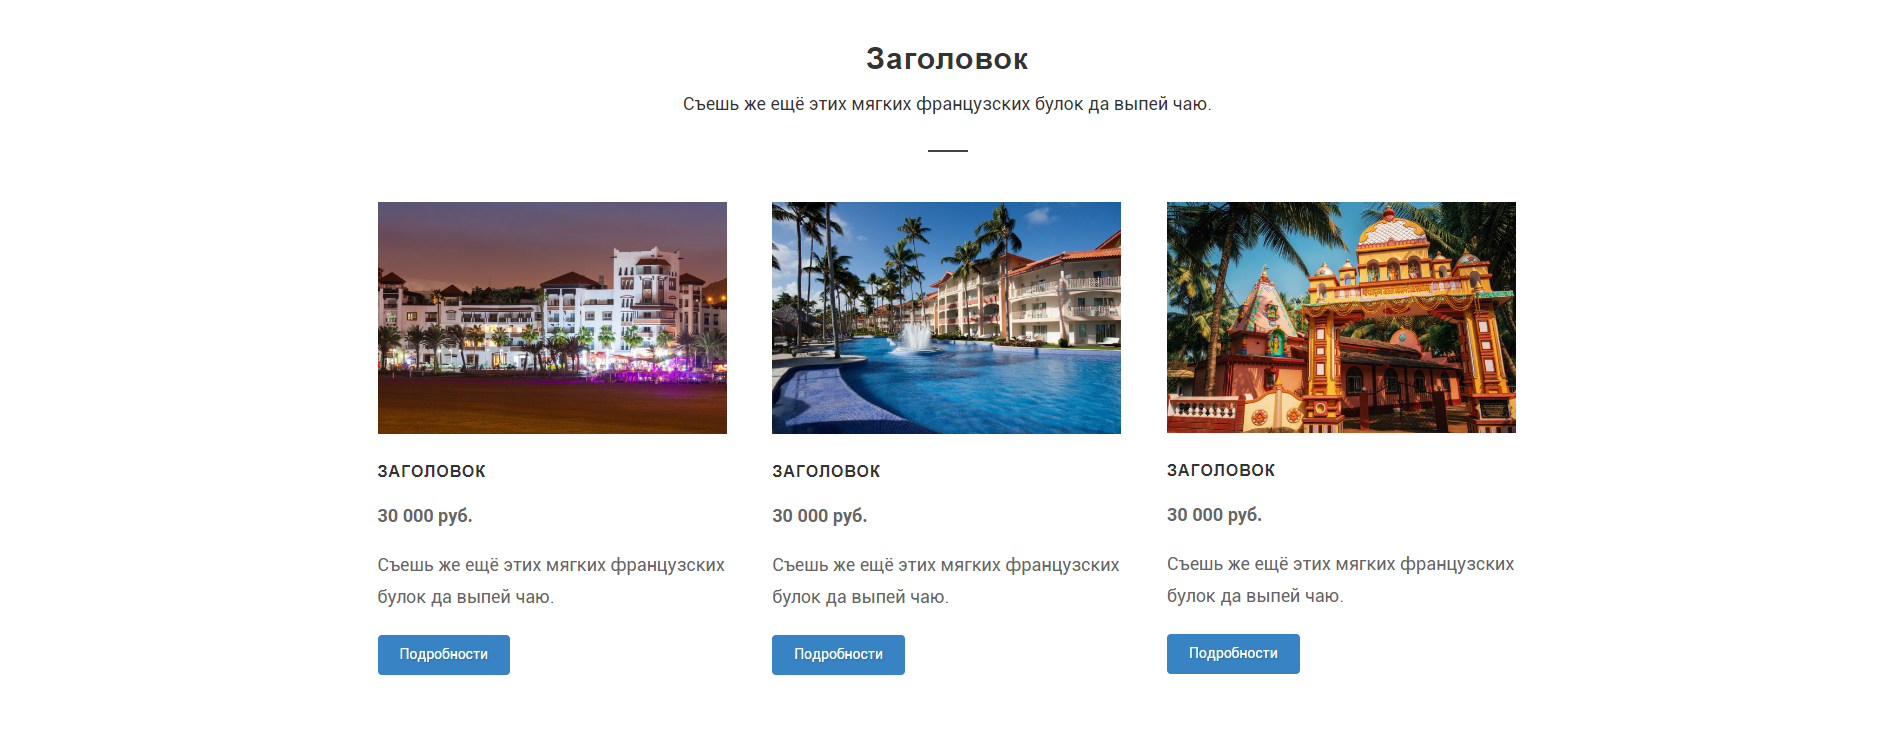 Заголовок
Съешь же ещё этих мягких французских булок да выпей чаю.
ЗАГОЛОВОК
30 000 руб.
Съешь же ещё этих мягких французских
булок да выпей чаю.
Подробности
ЗАГОЛОВОК
30 000 руб.
Съешь же ещё этих мягких французских
булок да выпей чаю.
Подробности
ЗАГОЛОВОК
30 000 руб.
Съешь же ещё этих мягких французских
булок да выпей чаю.
Подробности